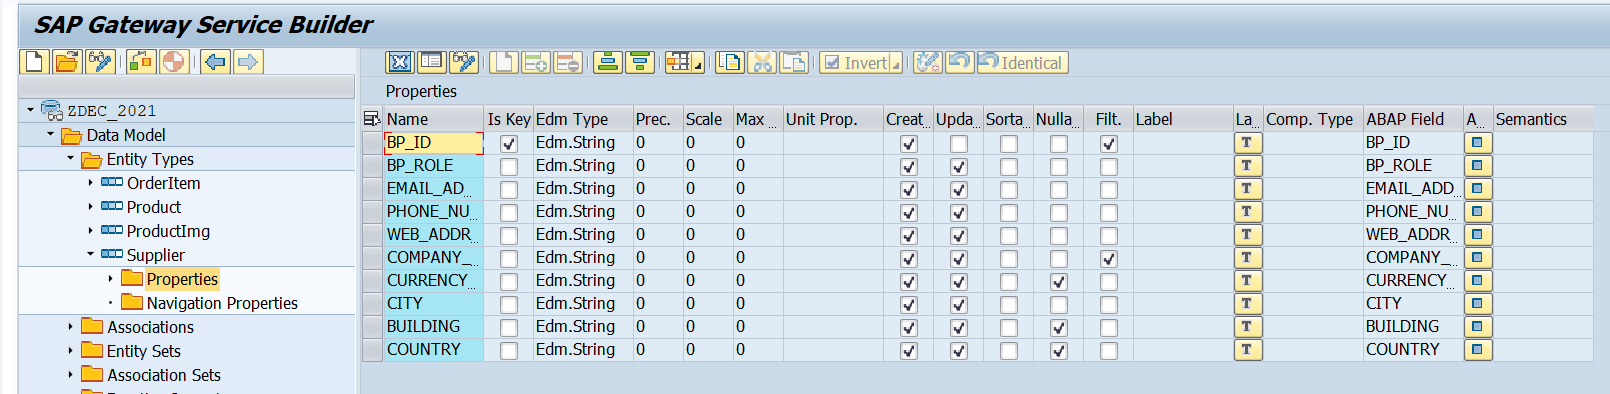 SAP Gateway Service Builder
Invert
Identical
Properties
ZDEC_2021
Data Model
Entity Types
OrderItem
Product
ProductImg
Supplier
Properties
Navigation Properties
Associations
Entity Sets
Association Sets
Name Is Key Edm Type Prec. Scale Max ... Unit Prop. Creat... Upda... Sorta... Nulla... Filt. Label La... Comp. Type ABAP Field A... Semantics
BP_ID Edm.String 0 0 0 T BP_ID
BP_ROLE Edm.String 0 0 0 T BP_ROLE
EMAIL_AD... Edm.String 0 0 0 T EMAIL_ADD...
PHONE_NU... Edm.String 0 0 0 T PHONE_NU...
WEB_ADDR... Edm.String 0 0 0 T WEB_ADDR...
COMPANY_... Edm.String 0 0 0 T COMPANY_...
CURRENCY... Edm.String 0 0 0 T CURRENCY...
CITY Edm.String 0 0 0 T CITY
BUILDING Edm.String 0 0 0 T BUILDING
COUNTRY Edm.String 0 0 0 T COUNTRY